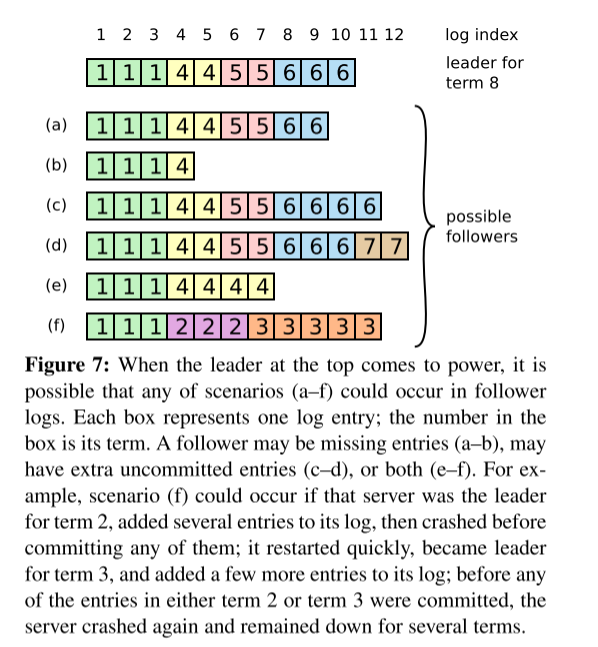 1 2 3 4 5 6 7 8 9 10 11 12 log index
1 1 1 4 4 5 5 6 6 6 leader for
term 8
(a) 1 1 1 4 4 5 5 6 6
(b) 1 1 1 4
(c) 1 1 1 4 4 5 5 6 6 6 6
(d) 1 1 1 4 4 5 5 6 6 6 7 7
possible
followers
(e) 1 1 1 4 4 4 4
(f) 1 1 1 2 2 2 3 3 3 3 3
Figure 7: When the leader at the top comes to power, it is
possible that any of scenarios (a–f) could occur in follower
logs. Each box represents one log entry; the number in the
box is its term. A follower may be missing entries (a–b), may
have extra uncommitted entries (c–d), or both (e–f). For ex-
ample, scenario (f) could occur if that server was the leader
for term 2, added several entries to its log, then crashed before
committing any of them; it restarted quickly, became leader
for term 3, and added a few more entries to its log; before any
of the entries in either term 2 or term 3 were committed, the
server crashed again and remained down for several terms.